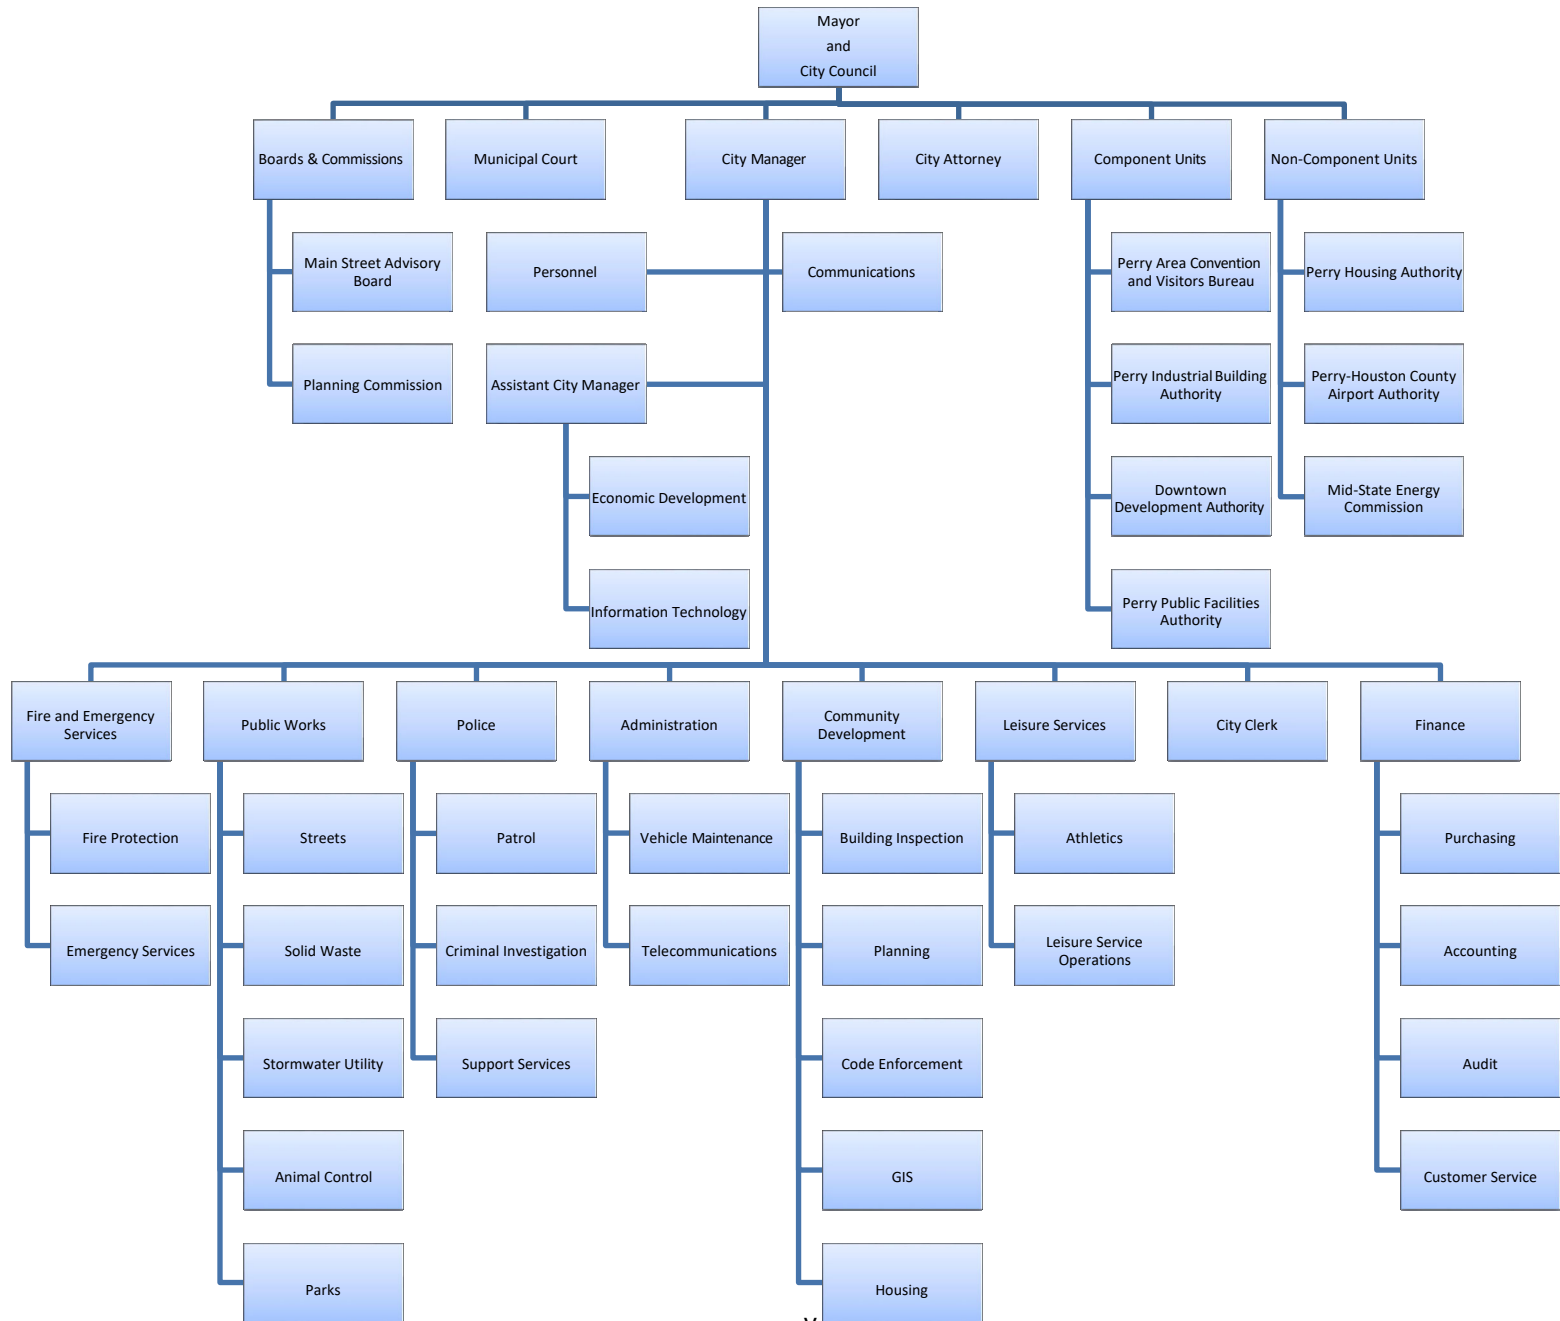 Mayor
and
City Council
Boards & Commissions
Municipal Court
City Manager
City Attorney
Component Units
Non-Component Units
Main Street Advisory
Board
Personnel
Communications
Perry Area Convention
and Visitors Bureau
Perry Housing Authority
Planning Commission
Assistant City Manager
Perry Industrial Building
Authority
Perry-Houston County
Airport Authority
Economic Development
Downtown
Development Authority
Mid-State Energy
Commission
Information Technology
Perry Public Facilities
Authority
Fire and Emergency
Services
Public Works
Police
Administration
Community
Development
Leisure Services
City Clerk
Finance
Fire Protection
Streets
Patrol
Vehicle Maintenance
Building Inspection
Athletics
Purchasing
Emergency Services
Solid Waste
Criminal Investigation
Telecommunications
Planning
Leisure Service
Operations
Accounting
Stormwater Utility
Support Services
Code Enforcement
Audit
Animal Control
GIS
Customer Service
Parks
Housing